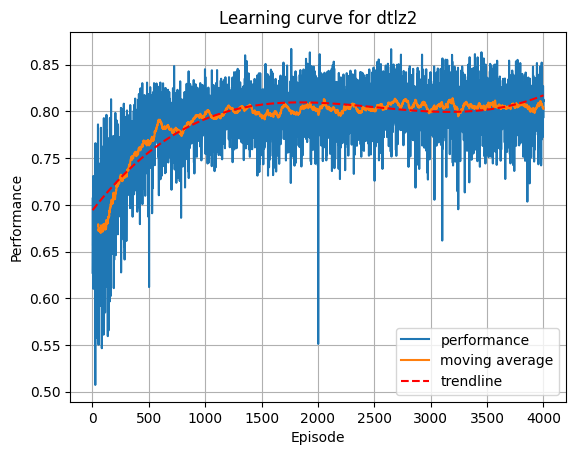 Learning curve for dtlz2
Performance
0.85
0.80
0.75
0.70
0.65
0.60
0.55
0.50
0 500 1000 1500 2000 2500 3000 3500 4000
Episode
performance
moving average
trendline